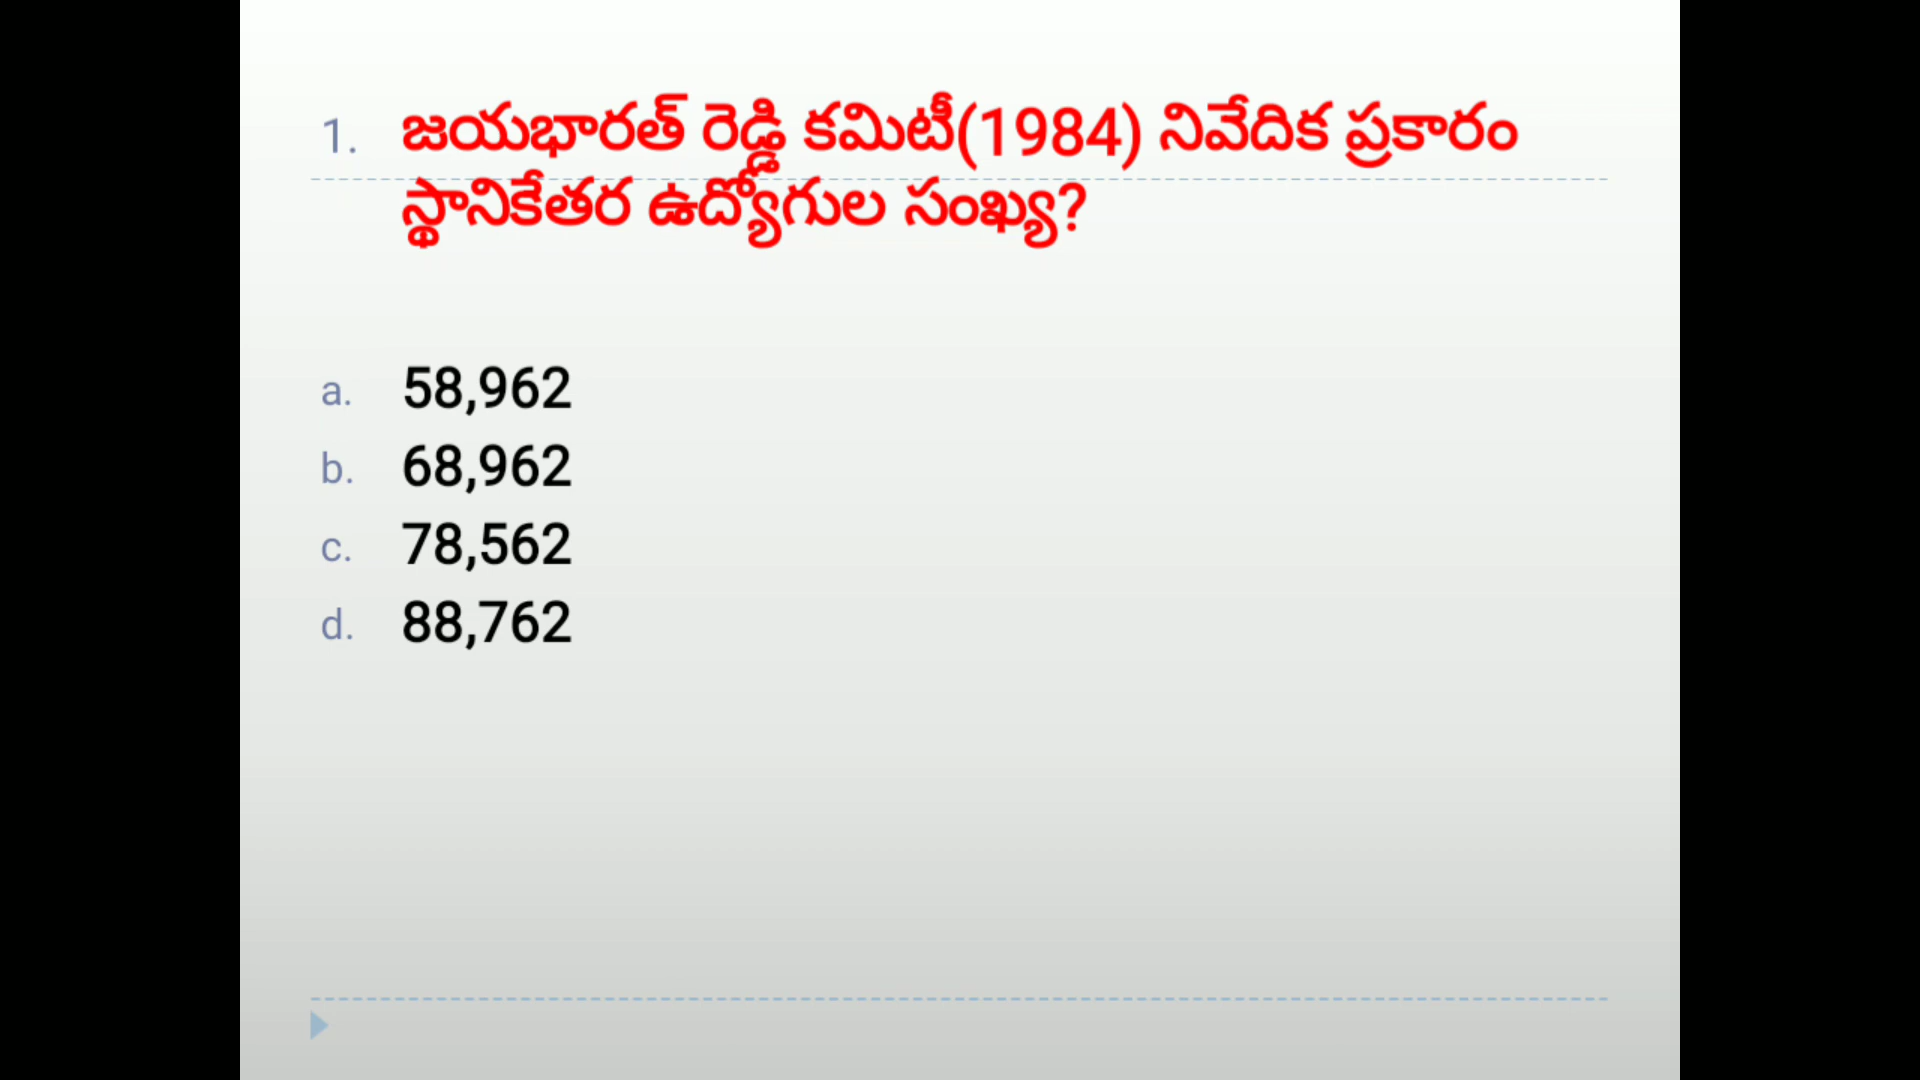 1. జయభారత్ రెడ్డి కమిటీ(1984) నివేదిక ప్రకారం
స్థానికేతర ఉద్యోగుల సంఖ్య?
a. 58,962
b. 68,962
c. 78,562
d. 88,762